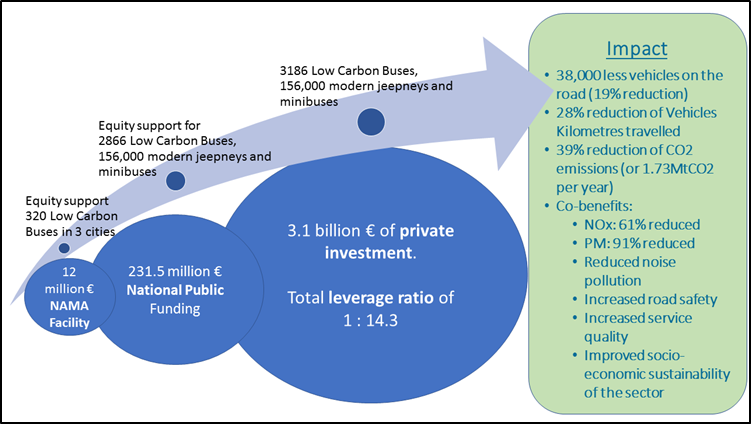 Equity support
320 Low Carbon
Buses in 3 cities
Equity support for
2866 Low Carbon Buses,
156,000 modern jeepneys and
minibuses
3186 Low Carbon Buses,
156,000 modern jeepneys and
minibuses
12
million €
NAMA
Facility
231.5 million €
National Public
Funding
3.1 billion € of private
investment.
Total leverage ratio of
1 : 14.3
Impact
• 38,000 less vehicles on the
road (19% reduction)
• 28% reduction of Vehicles
Kilometres travelled
• 39% reduction of CO2
emissions (or 1.73MtCO2
per year)
• Co-benefits:
• NOx: 61% reduced
• PM: 91% reduced
• Reduced noise
pollution
• Increased road safety
• Increased service
quality
• Improved socio-
economic sustainability
of the sector